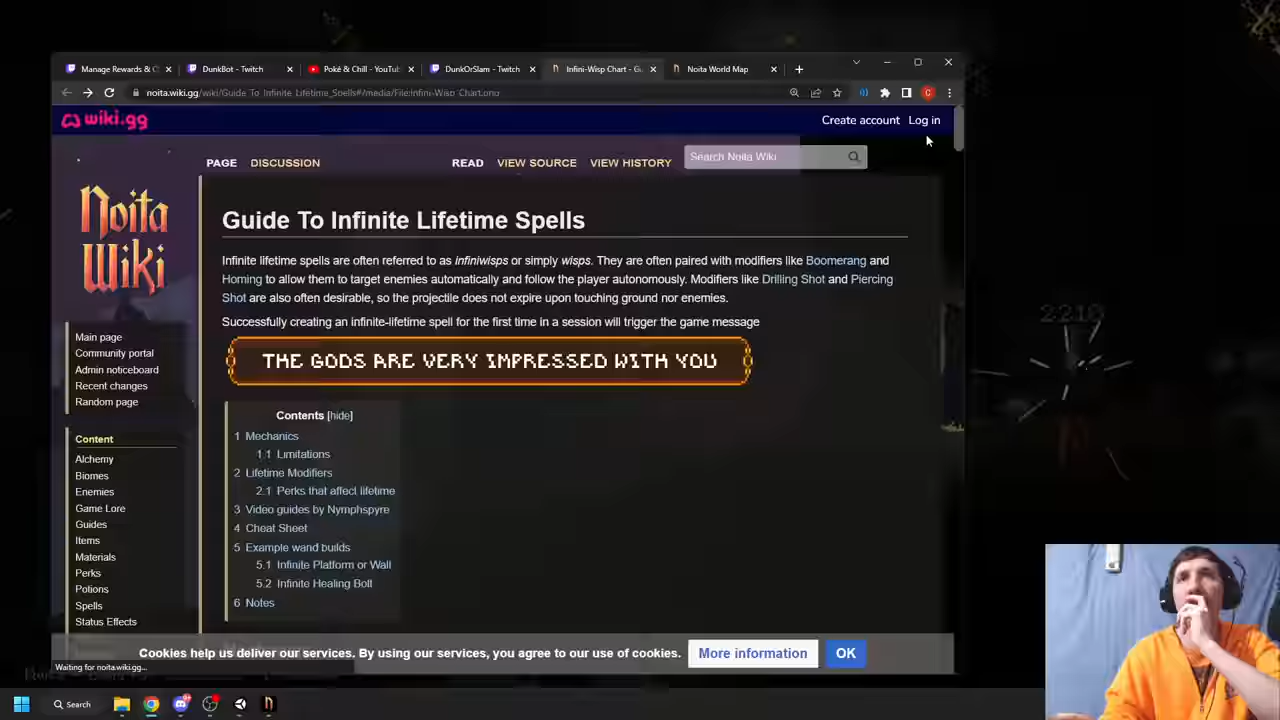 Manage Rewards & C
DunkBot - Twitch
Poké & Chill - YouTu
DunkOrSlam - Twitch
Infini-Wisp Chart - Gu
Noita World Map
noita.wiki.gg/wiki/Guide_To_Infinite_Lifetime_Spells#/media/File:Infini-Wisp_Chart.png
wiki.gg
Create account Log in
PAGE DISCUSSION READ VIEW SOURCE VIEW HISTORY Search Noita Wiki
Noita
Wiki
Main page
Community portal
Admin noticeboard
Recent changes
Random page
Content
Alchemy
Biomes
Enemies
Game Lore
Guides
Items
Materials
Perks
Potions
Spells
Status Effects
Guide To Infinite Lifetime Spells
Infinite lifetime spells are often referred to as infiniwisps or simply wisps. They are often paired with modifiers like Boomerang and
Homing to allow them to target enemies automatically and follow the player autonomously. Modifiers like Drilling Shot and Piercing
Shot are also often desirable, so the projectile does not expire upon touching ground nor enemies.
Successfully creating an infinite-lifetime spell for the first time in a session will trigger the game message
THE GODS ARE VERY IMPRESSED WITH YOU
Contents [hide]
1 Mechanics
1.1 Limitations
2 Lifetime Modifiers
2.1 Perks that affect lifetime
3 Video guides by Nymphspyre
4 Cheat Sheet
5 Example wand builds
5.1 Infinite Platform or Wall
5.2 Infinite Healing Bolt
6 Notes
2218
Cookies help us deliver our services. By using our services, you agree to our use of cookies. More information OK
Waiting for noita.wiki.gg...
Search